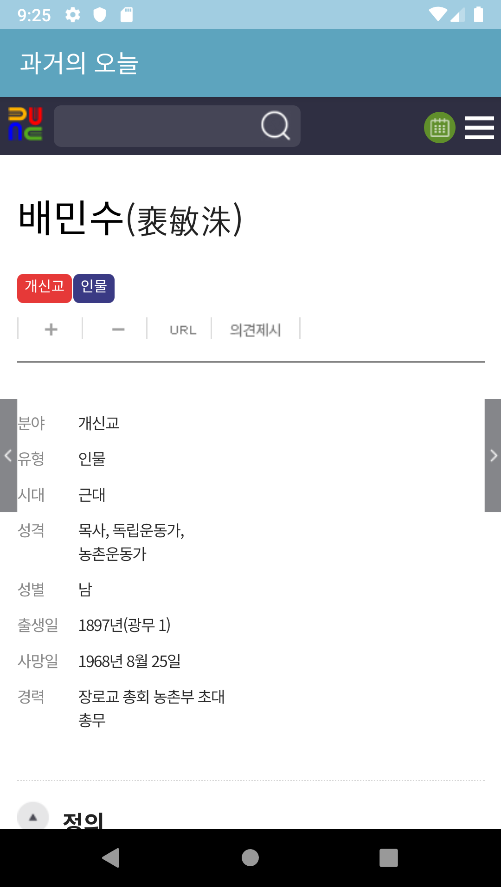 9:25
과거의 오늘
배민수(裵敏洙)
개신교 인물
+ − URL 의견제시
분야 개신교
유형 인물
시대 근대
성격 목사, 독립운동가,
농촌운동가
성별 남
출생일 1897년(광무 1)
사망일 1968년 8월 25일
경력 장로교 총회 농촌부 초대
총무
정의